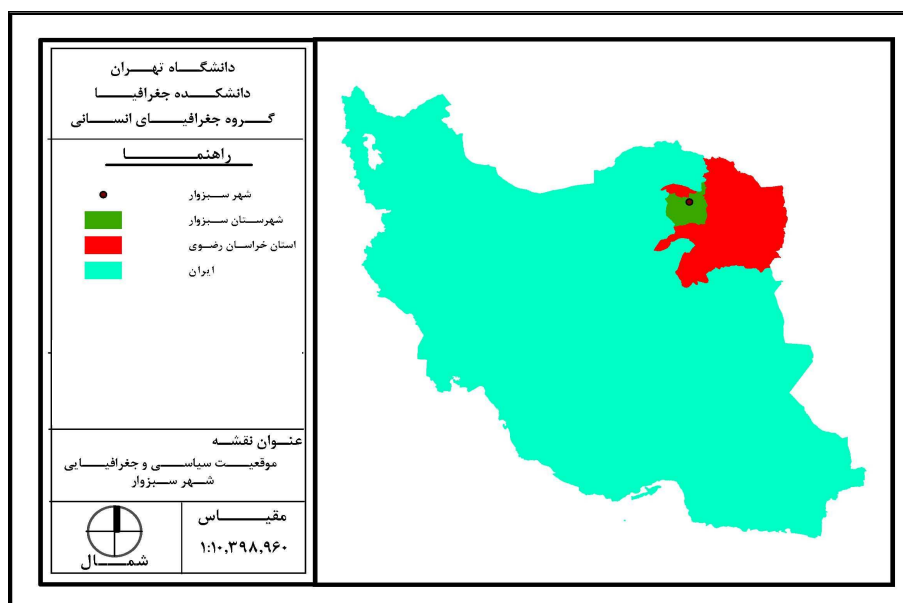 دانشگاه تهران
دانشکده جغرافیا
گروه جغرافیای انسانی
راهنما
شهر سبزوار
شهرستان سبزوار
استان خراسان رضوی
ایران
عنوان نقشه
موقعیت سیاسی و جغرافیایی
شهر سبزوار
مقیاس
۱:۱۰,۳۹۸,۹۶۰
شمال